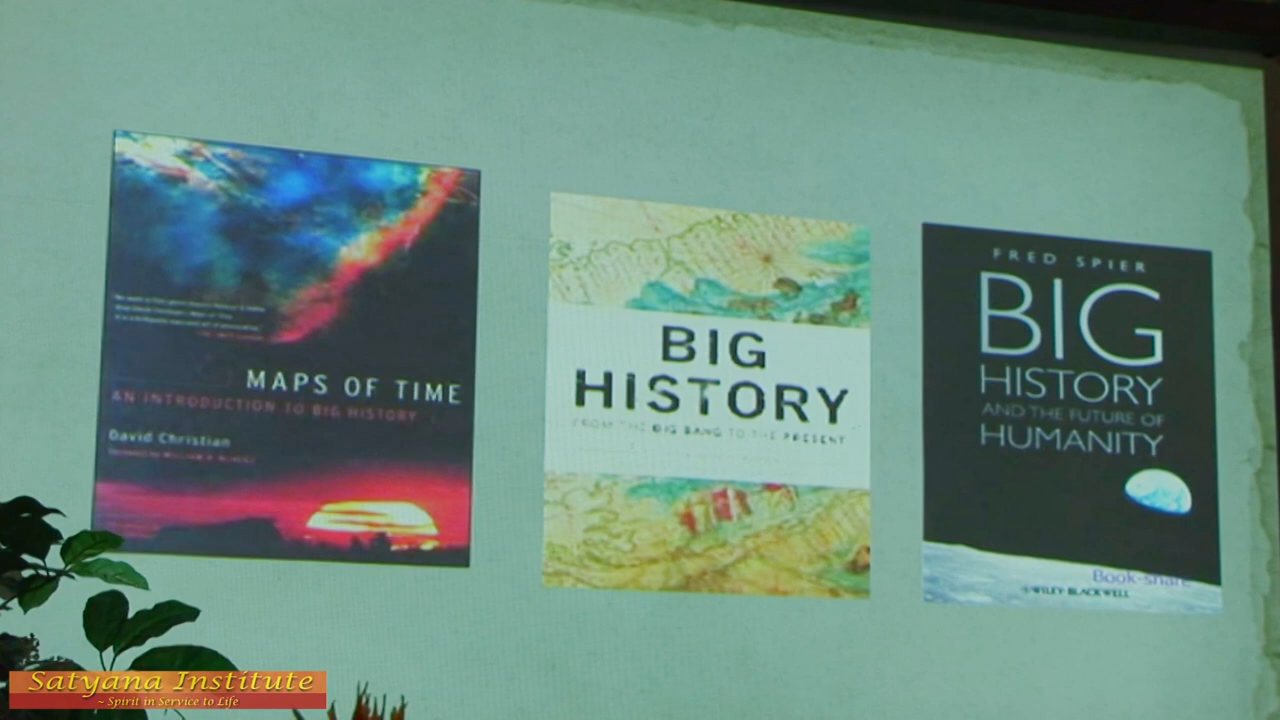 MAPS OF TIME
AN INTRODUCTION TO BIG HISTORY
David Christian
BIG
HISTORY
FROM THE BIG BANG TO THE PRESENT
FRED SPIER
BIG
HISTORY
AND THE FUTURE OF
HUMANITY
Book-share
WILEY-BLACKWELL
Satyana Institute
~ Spirit in Service to Life